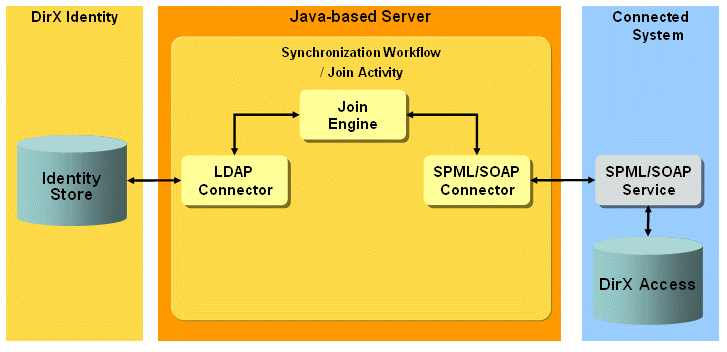 DirX Identity
Java-based Server
Connected
System
Synchronization Workflow
/ Join Activity
Join
Engine
Identity
Store
LDAP
Connector
SPML/SOAP
Connector
SPML/SOAP
Service
DirX Access